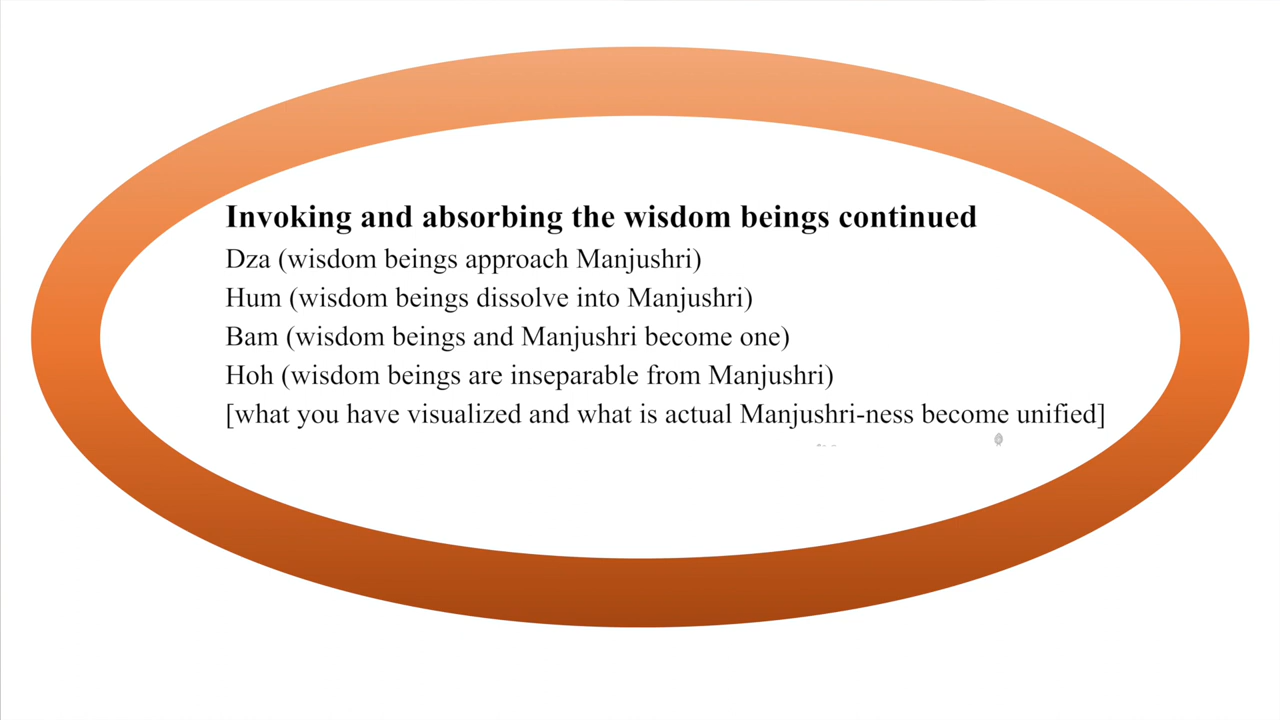 Invoking and absorbing the wisdom beings continued
Dza (wisdom beings approach Manjushri)
Hum (wisdom beings dissolve into Manjushri)
Bam (wisdom beings and Manjushri become one)
Hoh (wisdom beings are inseparable from Manjushri)
[what you have visualized and what is actual Manjushri-ness become unified]